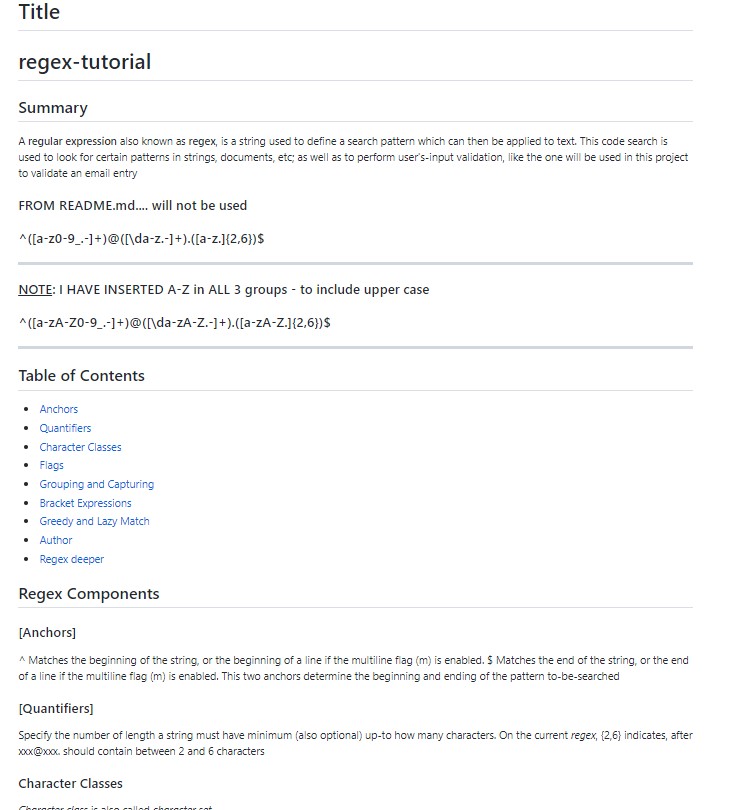 Title
regex-tutorial
Summary
A regular expression also known as regex, is a string used to define a search pattern which can then be applied to text. This code search is
used to look for certain patterns in strings, documents, etc; as well as to perform user's-input validation, like the one will be used in this project
to validate an email entry
FROM README.md.... will not be used
^([a-z0-9_.-]+)@([\da-z.-]+).([a-z.]{2,6})$
NOTE: I HAVE INSERTED A-Z in ALL 3 groups - to include upper case
^([a-zA-Z0-9_.-]+)@([\da-zA-Z.-]+).([a-zA-Z.]{2,6})$
Table of Contents
Anchors
Quantifiers
Character Classes
Flags
Grouping and Capturing
Bracket Expressions
Greedy and Lazy Match
Author
Regex deeper
Regex Components
[Anchors]
^ Matches the beginning of the string, or the beginning of a line if the multiline flag (m) is enabled. $ Matches the end of the string, or the end
of a line if the multiline flag (m) is enabled. This two anchors determine the beginning and ending of the pattern to-be-searched
[Quantifiers]
Specify the number of length a string must have minimum (also optional) up-to how many characters. On the current regex, {2,6} indicates, after
xxx@xxx. should contain between 2 and 6 characters
Character Classes
Character class is also called character set